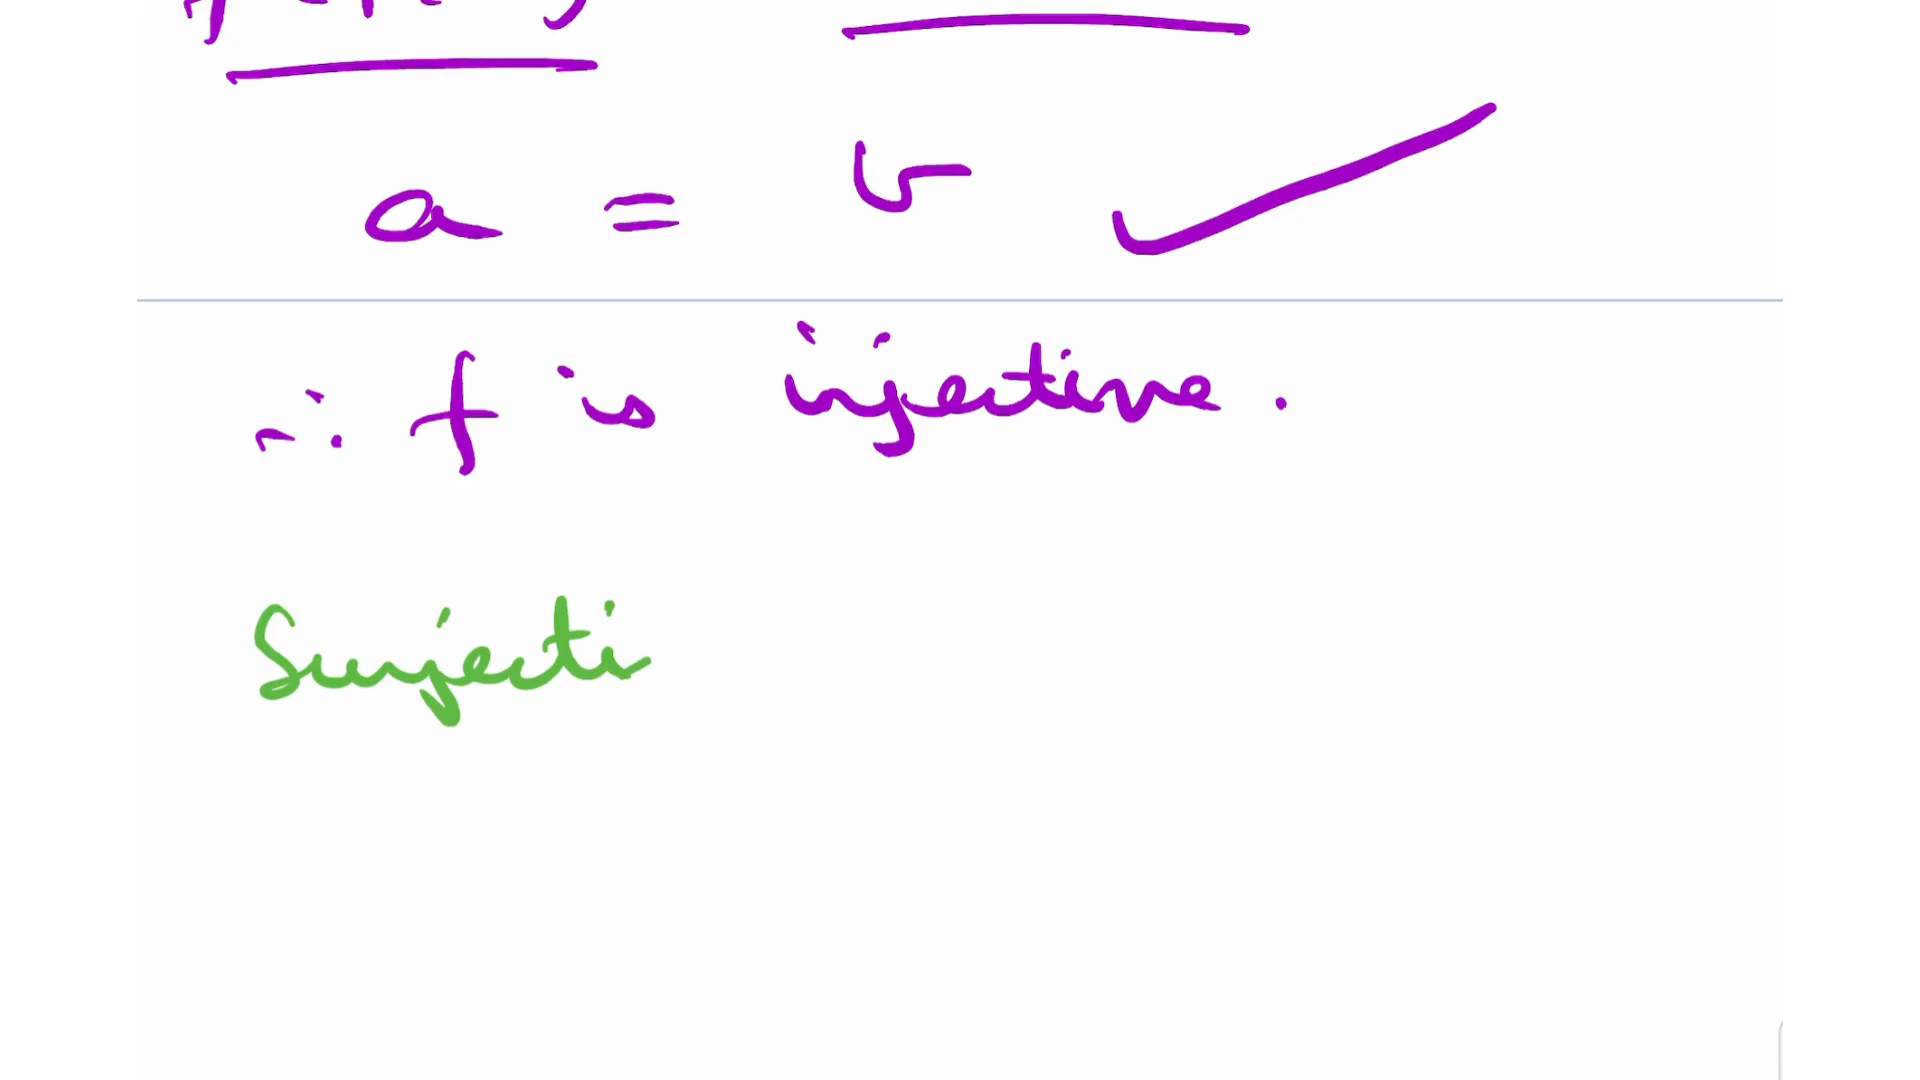 a = b
∴ f is injective.
Surjecti